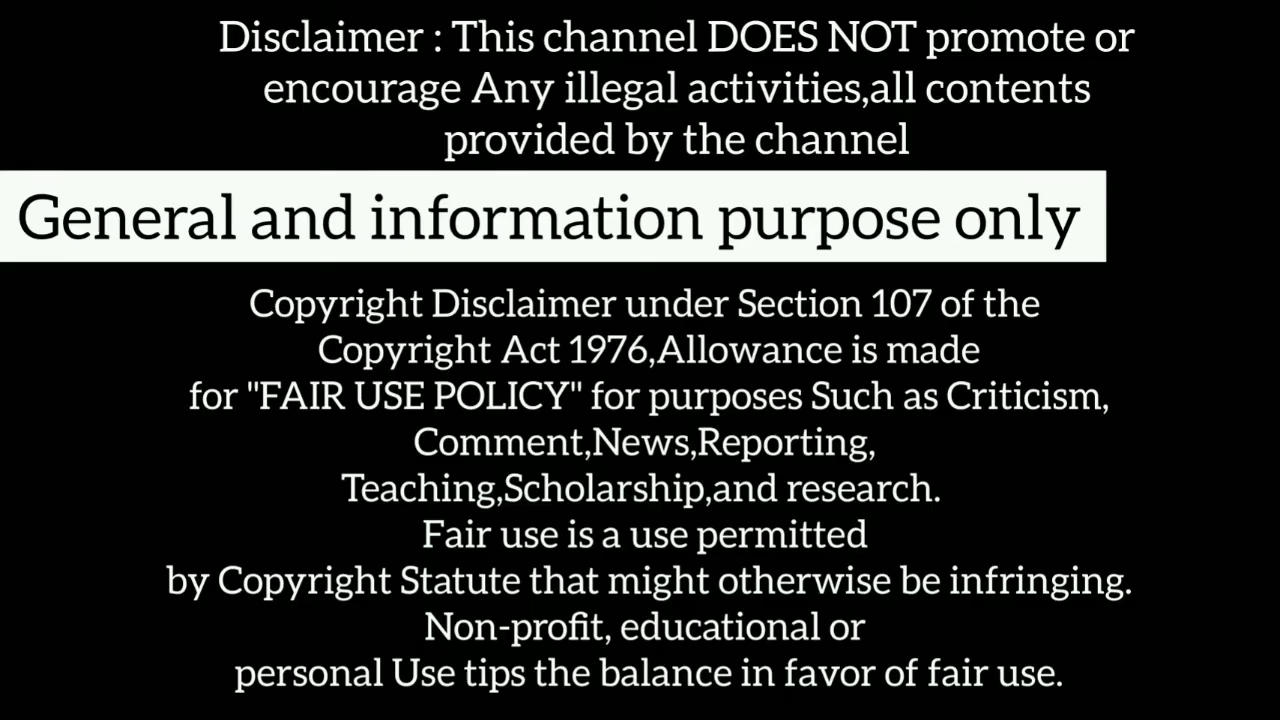 Disclaimer : This channel DOES NOT promote or
encourage Any illegal activities,all contents
provided by the channel
General and information purpose only
Copyright Disclaimer under Section 107 of the
Copyright Act 1976,Allowance is made
for "FAIR USE POLICY" for purposes Such as Criticism,
Comment,News,Reporting,
Teaching,Scholarship,and research.
Fair use is a use permitted
by Copyright Statute that might otherwise be infringing.
Non-profit, educational or
personal Use tips the balance in favor of fair use.